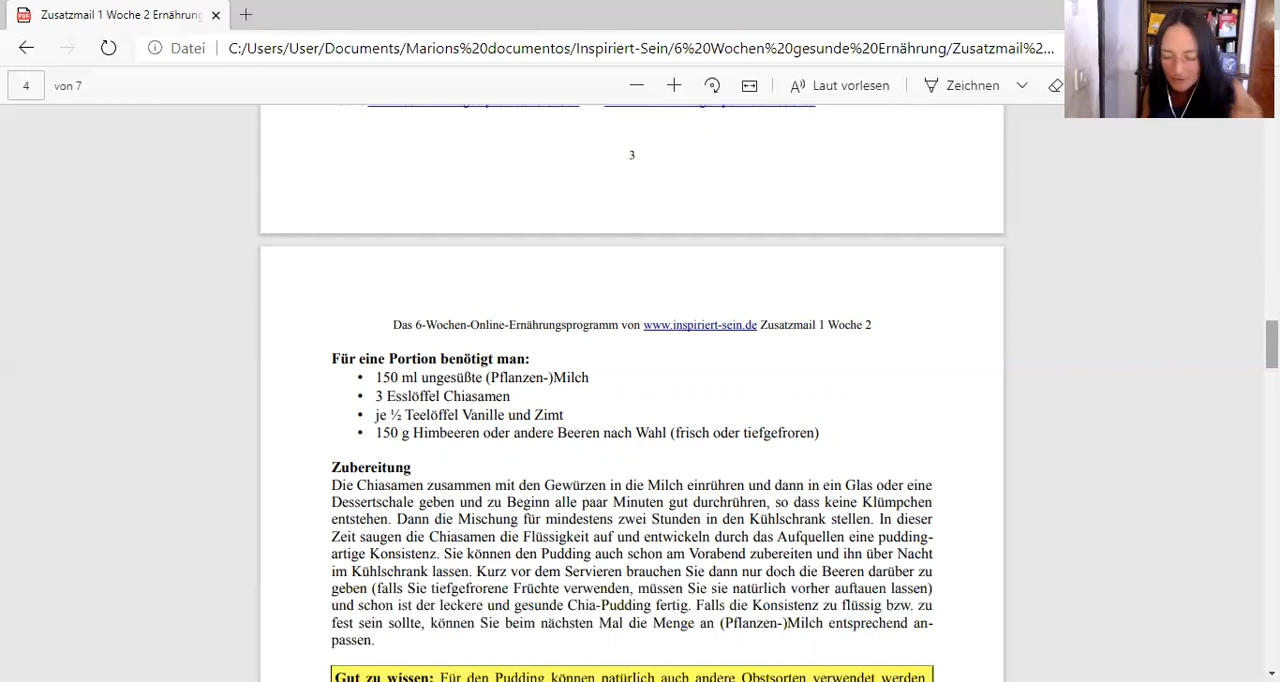 Zusatzmail 1 Woche 2 Ernährung
Datei
C:/Users/User/Documents/Marions%20documentos/Inspiriert-Sein/6%20Wochen%20gesunde%20Ernährung/Zusatzmail%2...
4 von 7
Laut vorlesen
Zeichnen
3
Das 6-Wochen-Online-Ernährungsprogramm von www.inspiriert-sein.de Zusatzmail 1 Woche 2
Für eine Portion benötigt man:
• 150 ml ungesüßte (Pflanzen-)Milch
• 3 Esslöffel Chiasamen
• je ½ Teelöffel Vanille und Zimt
• 150 g Himbeeren oder andere Beeren nach Wahl (frisch oder tiefgefroren)
Zubereitung
Die Chiasamen zusammen mit den Gewürzen in die Milch einrühren und dann in ein Glas oder eine
Dessertschale geben und zu Beginn alle paar Minuten gut durchrühren, so dass keine Klümpchen
entstehen. Dann die Mischung für mindestens zwei Stunden in den Kühlschrank stellen. In dieser
Zeit saugen die Chiasamen die Flüssigkeit auf und entwickeln durch das Aufquellen eine pudding-
artige Konsistenz. Sie können den Pudding auch schon am Vorabend zubereiten und ihn über Nacht
im Kühlschrank lassen. Kurz vor dem Servieren brauchen Sie dann nur doch die Beeren darüber zu
geben (falls Sie tiefgefrorene Früchte verwenden, müssen Sie sie natürlich vorher auftauen lassen)
und schon ist der leckere und gesunde Chia-Pudding fertig. Falls die Konsistenz zu flüssig bzw. zu
fest sein sollte, können Sie beim nächsten Mal die Menge an (Pflanzen-)Milch entsprechend an-
passen.
Gut zu wissen: Für den Pudding können natürlich auch andere Obstsorten verwendet werden